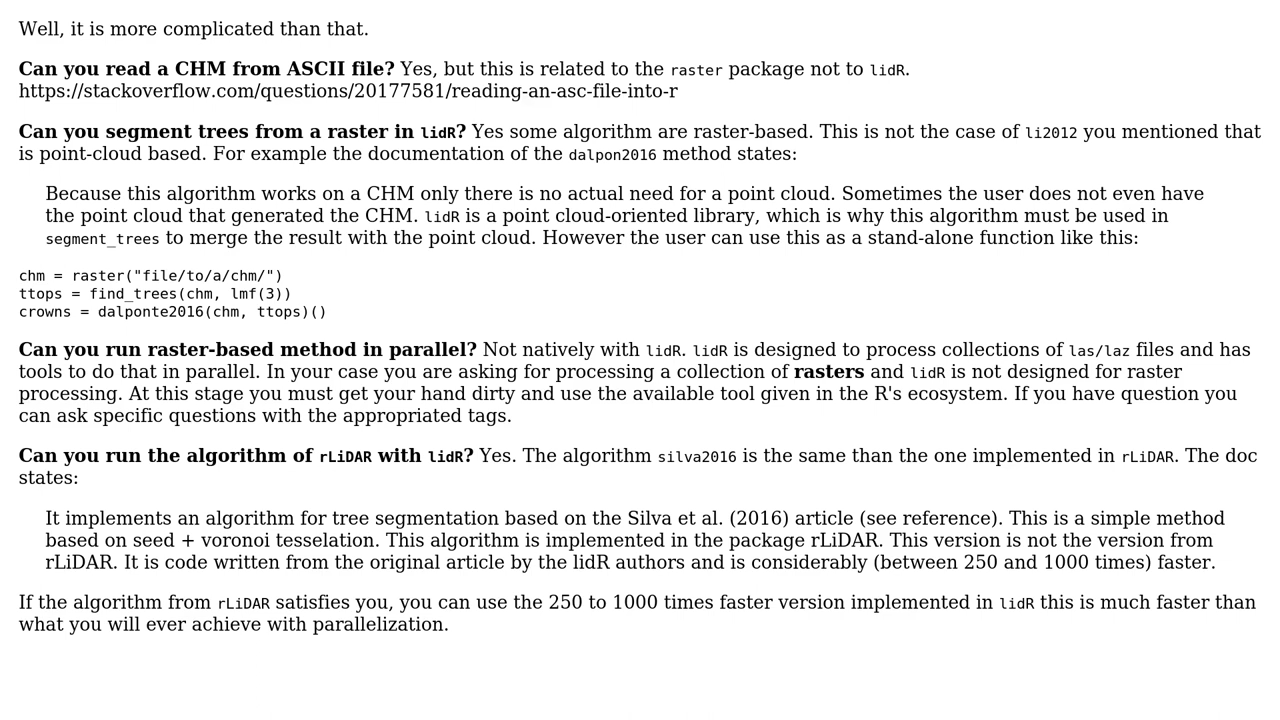 Well, it is more complicated than that.
Can you read a CHM from ASCII file? Yes, but this is related to the raster package not to lidR.
https://stackoverflow.com/questions/20177581/reading-an-asc-file-into-r
Can you segment trees from a raster in lidR? Yes some algorithm are raster-based. This is not the case of li2012 you mentioned that
is point-cloud based. For example the documentation of the dalpon2016 method states:
Because this algorithm works on a CHM only there is no actual need for a point cloud. Sometimes the user does not even have
the point cloud that generated the CHM. lidR is a point cloud-oriented library, which is why this algorithm must be used in
segment_trees to merge the result with the point cloud. However the user can use this as a stand-alone function like this:
chm = raster("file/to/a/chm/")
ttops = find_trees(chm, lmf(3))
crowns = dalponte2016(chm, ttops)()
Can you run raster-based method in parallel? Not natively with lidR. lidR is designed to process collections of las/laz files and has
tools to do that in parallel. In your case you are asking for processing a collection of rasters and lidR is not designed for raster
processing. At this stage you must get your hand dirty and use the available tool given in the R's ecosystem. If you have question you
can ask specific questions with the appropriated tags.
Can you run the algorithm of rLiDAR with lidR? Yes. The algorithm silva2016 is the same than the one implemented in rLiDAR. The doc
states:
It implements an algorithm for tree segmentation based on the Silva et al. (2016) article (see reference). This is a simple method
based on seed + voronoi tesselation. This algorithm is implemented in the package rLiDAR. This version is not the version from
rLiDAR. It is code written from the original article by the lidR authors and is considerably (between 250 and 1000 times) faster.
If the algorithm from rLiDAR satisfies you, you can use the 250 to 1000 times faster version implemented in lidR this is much faster than
what you will ever achieve with parallelization.